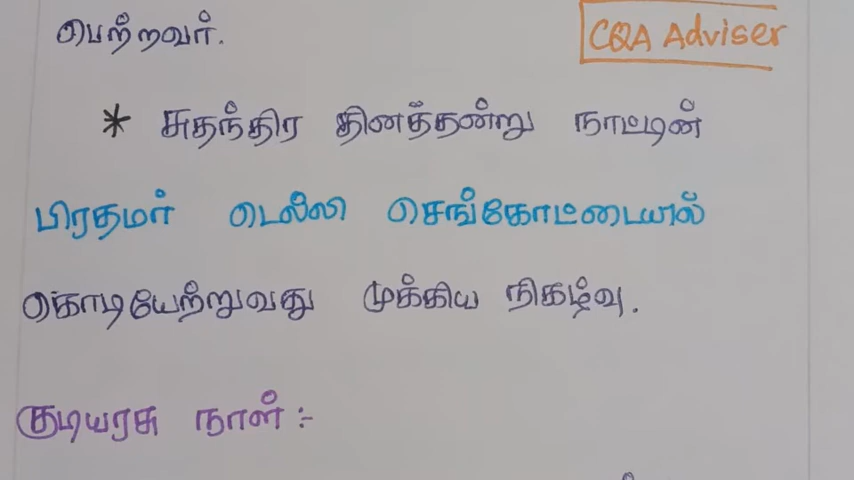 பெற்றவர்.
CQA Adviser
* சுதந்திர தினத்தன்று நாட்டின்
பிரதமர் டெல்லி செங்கோட்டையில்
கொடியேற்றுவது முக்கிய நிகழ்வு.
குடியரசு நாள் :-